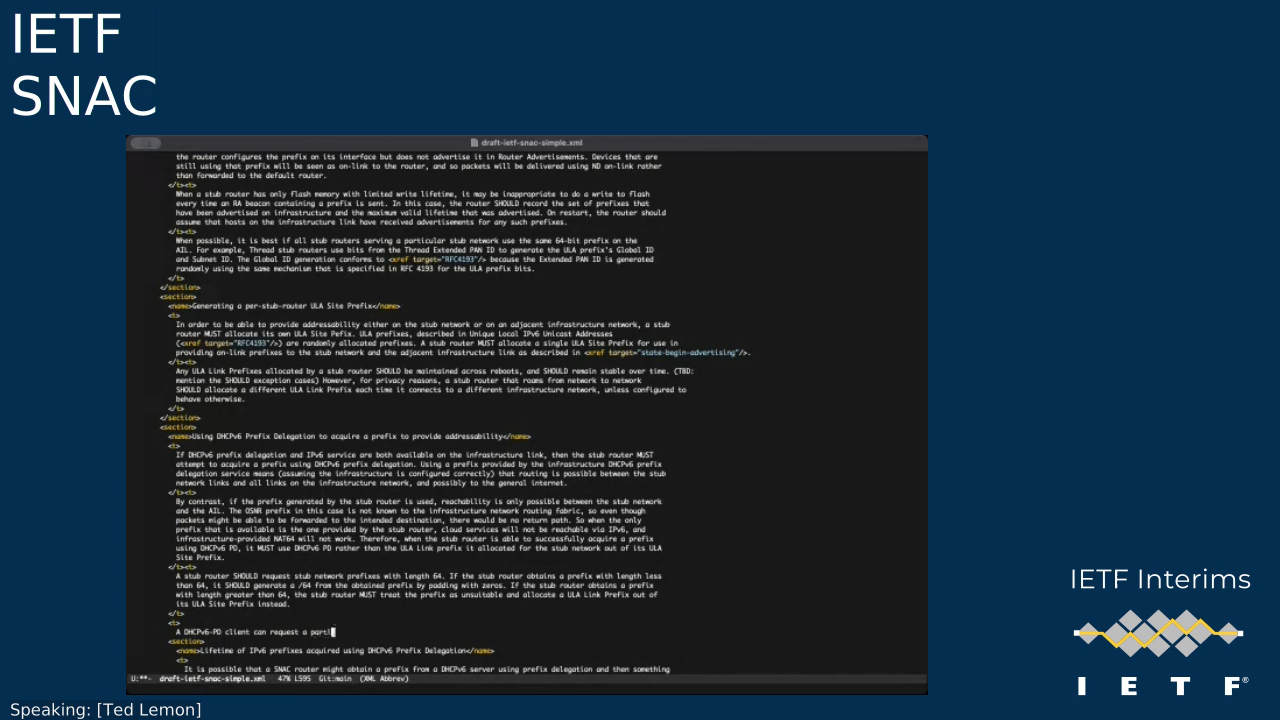 IETF
SNAC
draft-ietf-snac-simple.xml
the router configures the prefix on its interface but does not advertise it in Router Advertisements. Devices that are
still using that prefix will be seen as on-link to the router, and so packets will be delivered using ND on-link rather
than forwarded to the default router.
</t><t>
When a stub router has only flash memory with limited write lifetime, it may be inappropriate to do a write to flash
every time an RA beacon containing a prefix is sent. In this case, the router SHOULD record the set of prefixes that
have been advertised on infrastructure and the maximum valid lifetime that was advertised. On restart, the router should
assume that hosts on the infrastructure link have received advertisements for any such prefixes.
</t><t>
When possible, it is best if all stub routers serving a particular stub network use the same 64-bit prefix on the
AIL. For example, Thread stub routers use bits from the Thread Extended PAN ID to generate the ULA prefix's Global ID
and Subnet ID. The Global ID generation conforms to <xref target="RFC4193"/> because the Extended PAN ID is generated
randomly using the same mechanism that is specified in RFC 4193 for the ULA prefix bits.
</t>
</section>
<section>
<name>Generating a per-stub-router ULA Site Prefix</name>
<t>
In order to be able to provide addressability either on the stub network or on an adjacent infrastructure network, a stub
router MUST allocate its own ULA Site Pefix. ULA prefixes, described in Unique Local IPv6 Unicast Addresses
(<xref target="RFC4193"/>) are randomly allocated prefixes. A stub router MUST allocate a single ULA Site Prefix for use in
providing on-link prefixes to the stub network and the adjacent infrastructure link as described in <xref target="state-begin-advertising"/>.
</t><t>
Any ULA Link Prefixes allocated by a stub router SHOULD be maintained across reboots, and SHOULD remain stable over time. (TBD:
mention the SHOULD exception cases) However, for privacy reasons, a stub router that roams from network to network
SHOULD allocate a different ULA Link Prefix each time it connects to a different infrastructure network, unless configured to
behave otherwise.
</t>
</section>
<section>
<name>Using DHCPv6 Prefix Delegation to acquire a prefix to provide addressability</name>
<t>
If DHCPv6 prefix delegation and IPv6 service are both available on the infrastructure link, then the stub router MUST
attempt to acquire a prefix using DHCPv6 prefix delegation. Using a prefix provided by the infrastructure DHCPv6 prefix
delegation service means (assuming the infrastructure is configured correctly) that routing is possible between the stub
network links and all links on the infrastructure network, and possibly to the general internet.
</t><t>
By contrast, if the prefix generated by the stub router is used, reachability is only possible between the stub network
and the AIL. The OSNR prefix in this case is not known to the infrastructure network routing fabric, so even though
packets might be able to be forwarded to the intended destination, there would be no return path. So when the only
prefix that is available is the one provided by the stub router, cloud services will not be reachable via IPv6, and
infrastructure-provided NAT64 will not work. Therefore, when the stub router is able to successfully acquire a prefix
using DHCPv6 PD, it MUST use DHCPv6 PD rather than the ULA Link prefix it allocated for the stub network out of its ULA
Site Prefix.
</t><t>
A stub router SHOULD request stub network prefixes with length 64. If the stub router obtains a prefix with length less
than 64, it SHOULD generate a /64 from the obtained prefix by padding with zeros. If the stub router obtains a prefix
with length greater than 64, the stub router MUST treat the prefix as unsuitable and allocate a ULA Link Prefix out of
its ULA Site Prefix instead.
</t>
<t>
A DHCPv6-PD client can request a parti
<section>
<name>Lifetime of IPv6 prefixes acquired using DHCPv6 Prefix Delegation</name>
<t>
It is possible that a SNAC router might obtain a prefix from a DHCPv6 server using prefix delegation and then something
U:**- draft-ietf-snac-simple.xml 47% L595 Git:main (XML Abbrev)
IETF Interims
I E T F®
Speaking: [Ted Lemon]